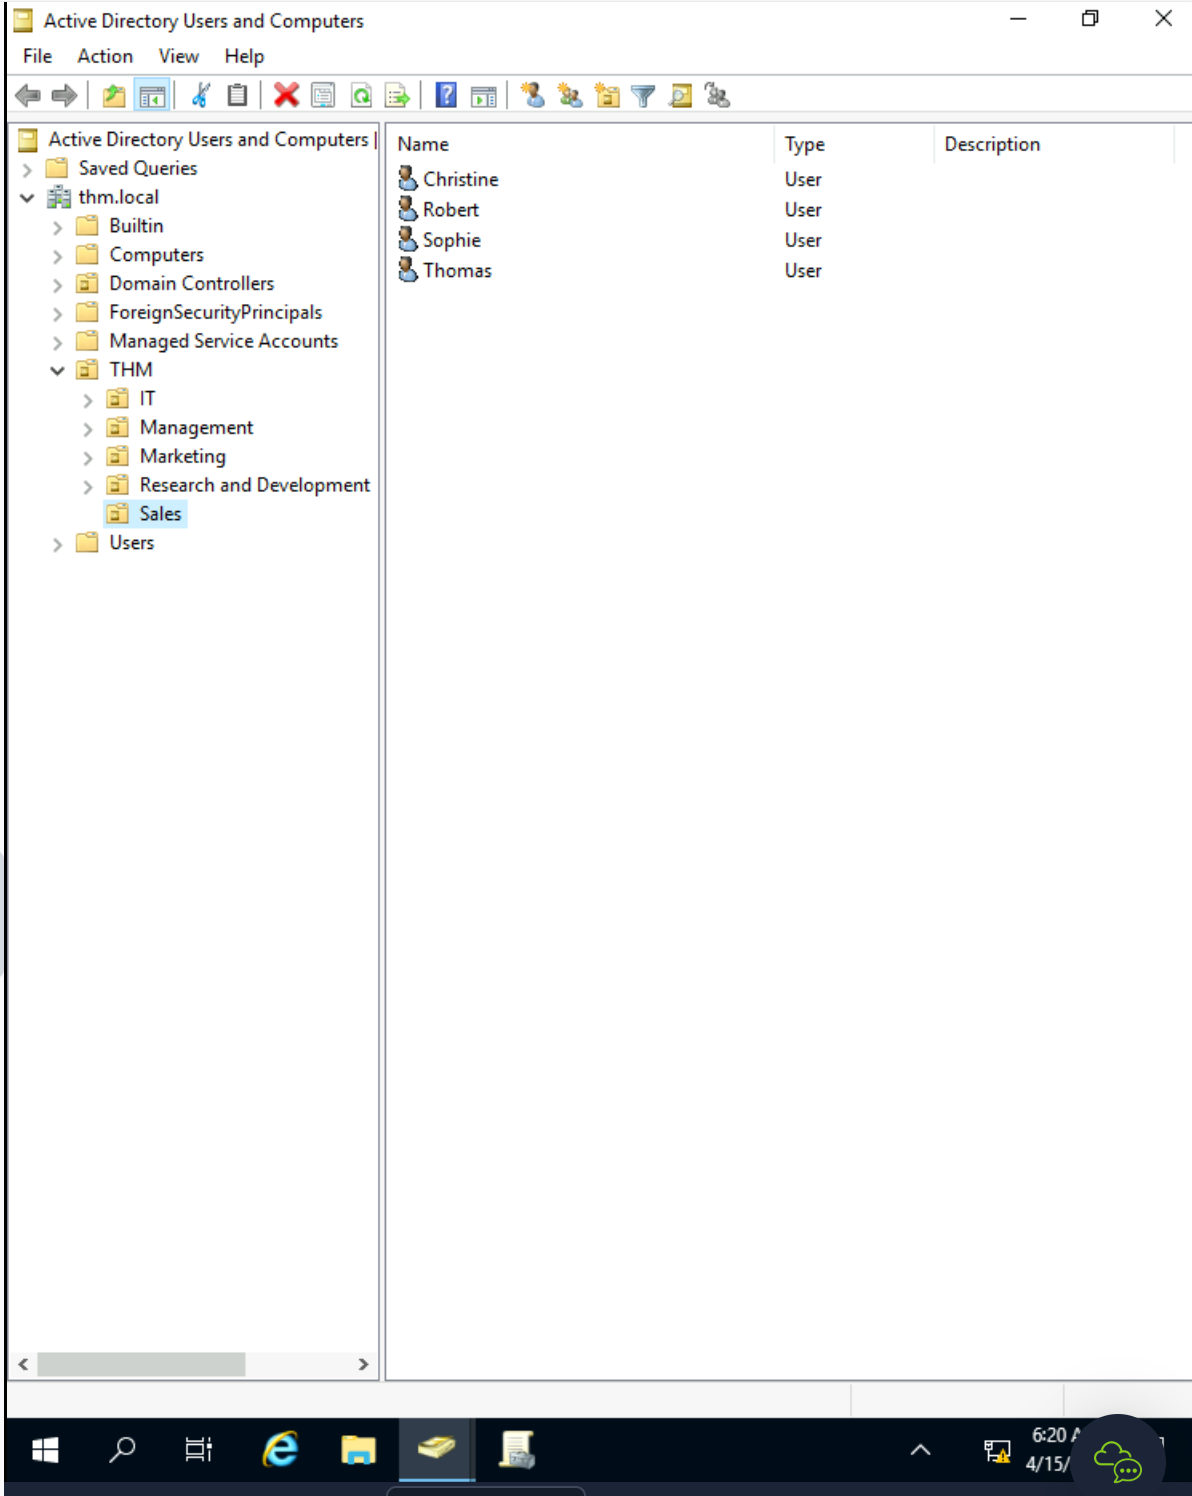 Active Directory Users and Computers
File Action View Help
Active Directory Users and Computers
Saved Queries
thm.local
Builtin
Computers
Domain Controllers
ForeignSecurityPrincipals
Managed Service Accounts
THM
IT
Management
Marketing
Research and Development
Sales
Users
Name Type Description
Christine User
Robert User
Sophie User
Thomas User
6:20 A
4/15/